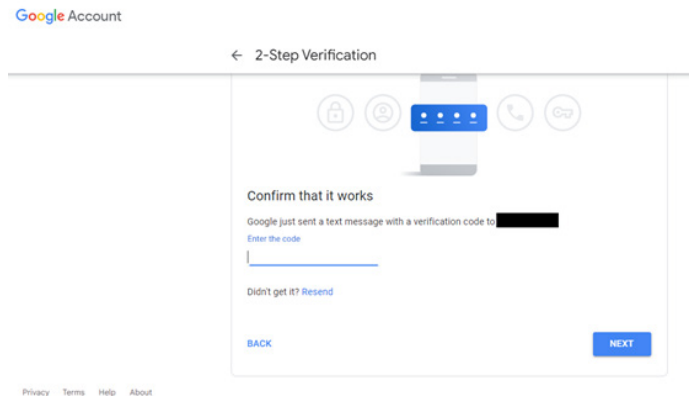 Google Account
← 2-Step Verification
Confirm that it works
Google just sent a text message with a verification code to
Enter the code
Didn't get it? Resend
BACK
NEXT
Privacy Terms Help About